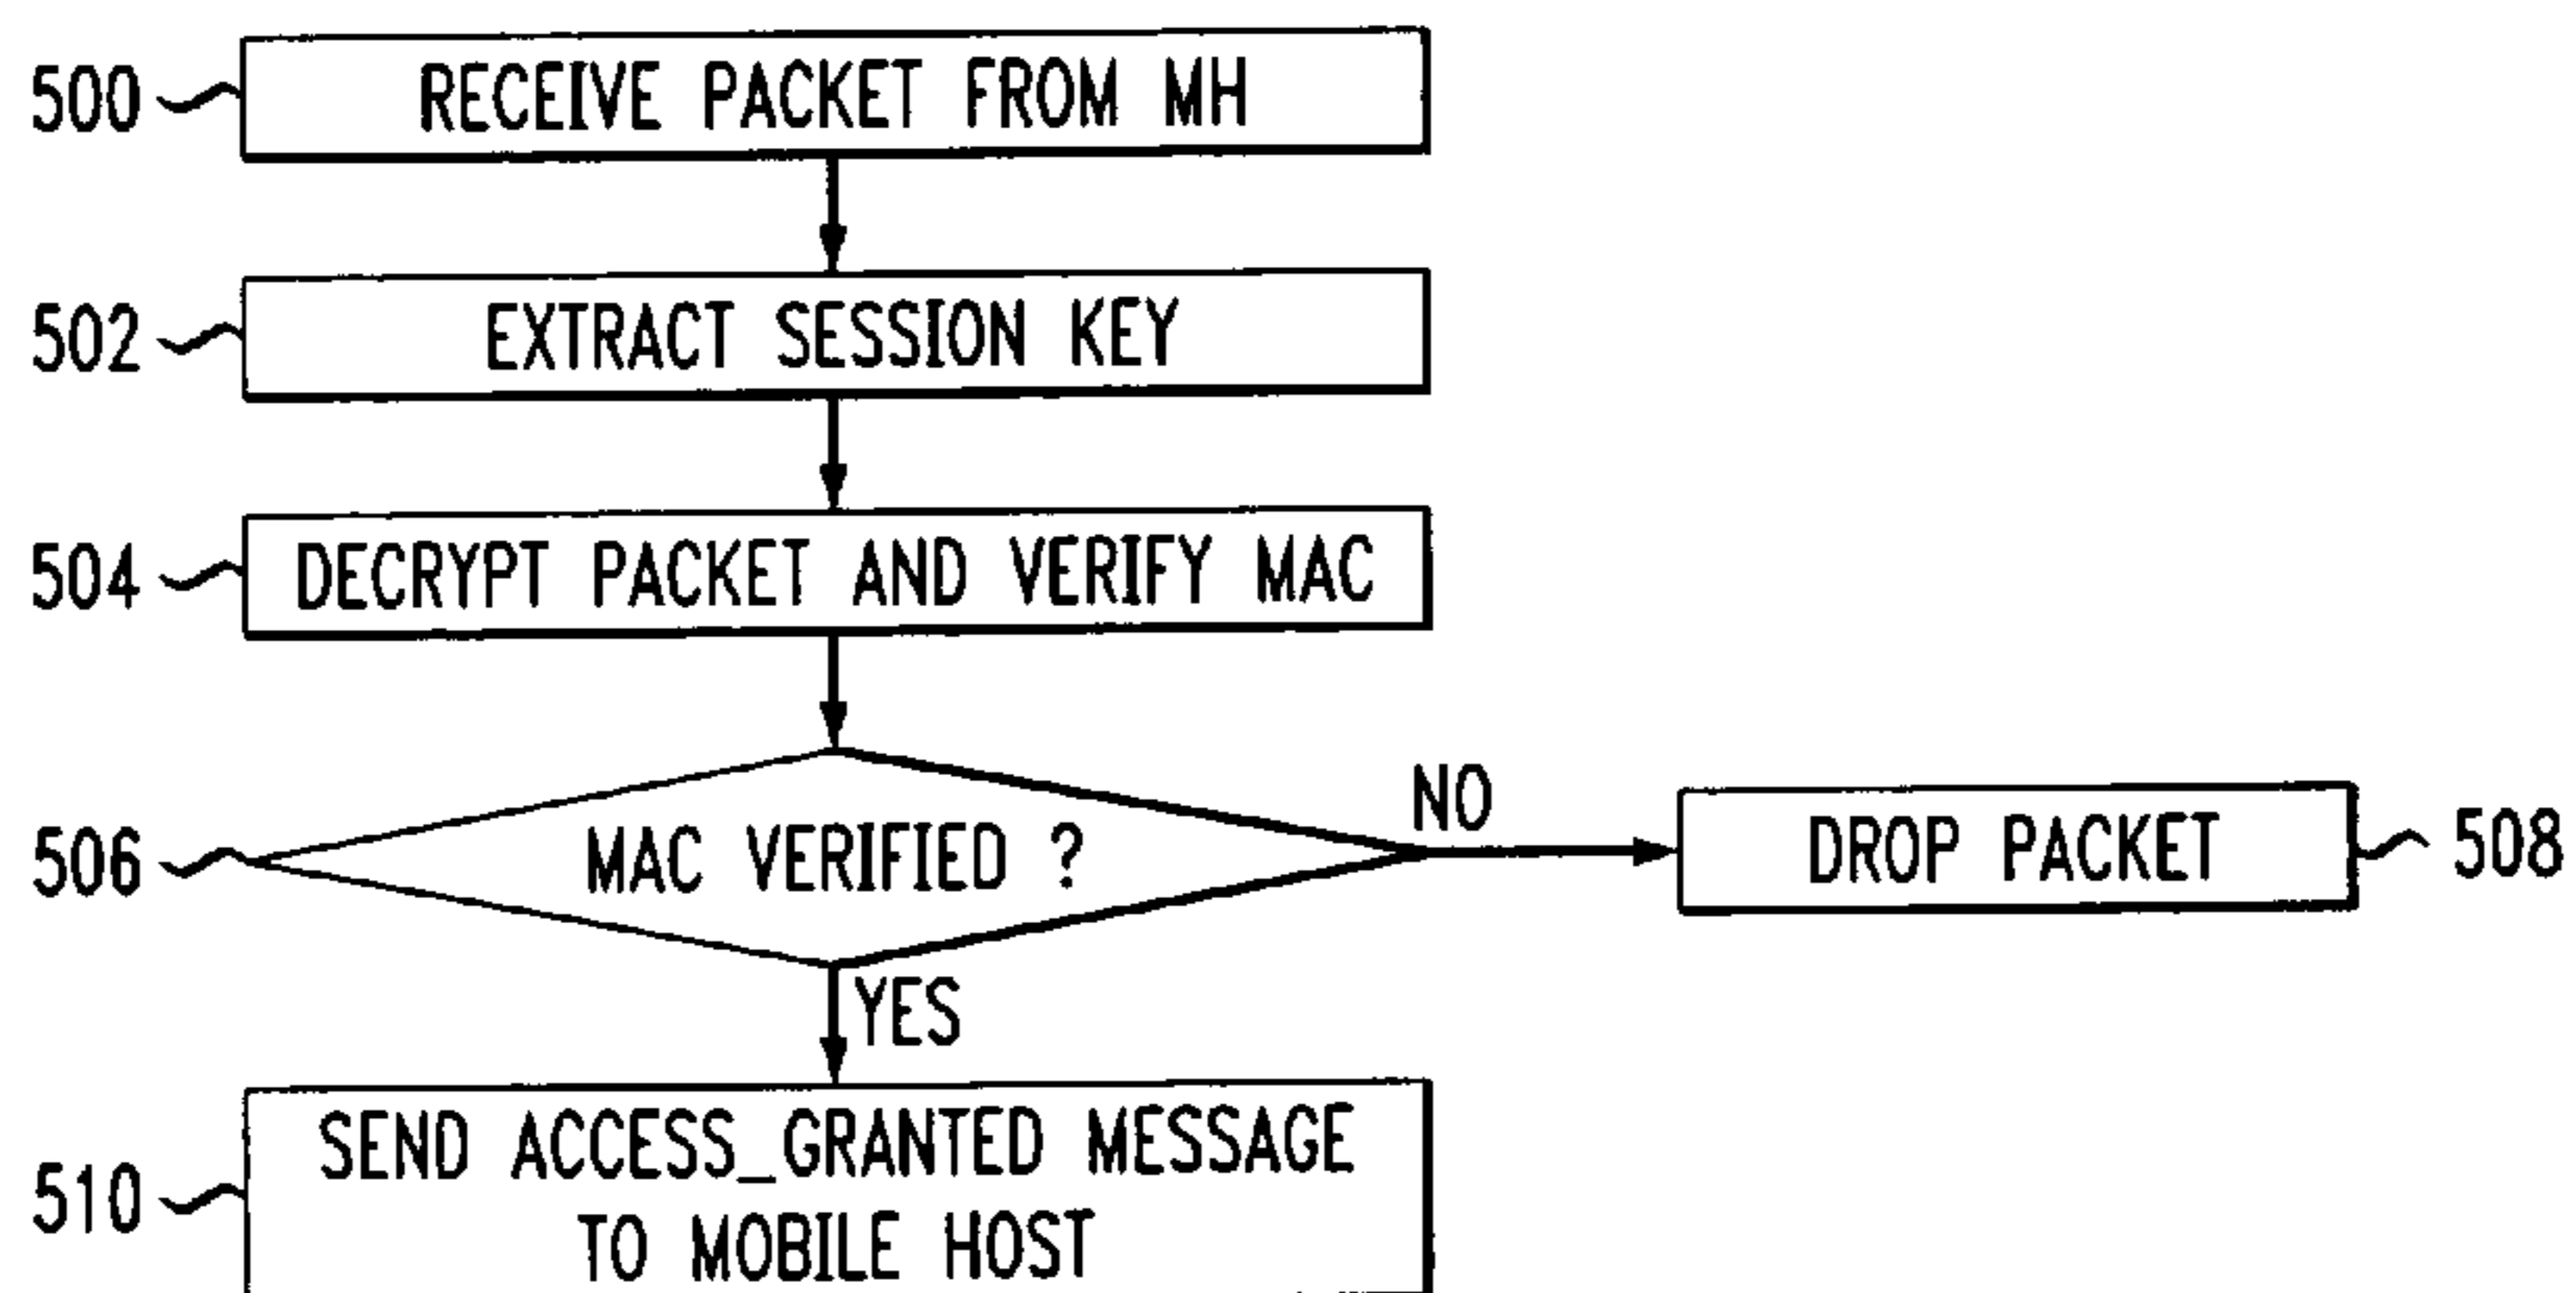 500 RECEIVE PACKET FROM MH
502 EXTRACT SESSION KEY
504 DECRYPT PACKET AND VERIFY MAC
506 MAC VERIFIED ? NO DROP PACKET 508
YES
510 SEND ACCESS_GRANTED MESSAGE
TO MOBILE HOST